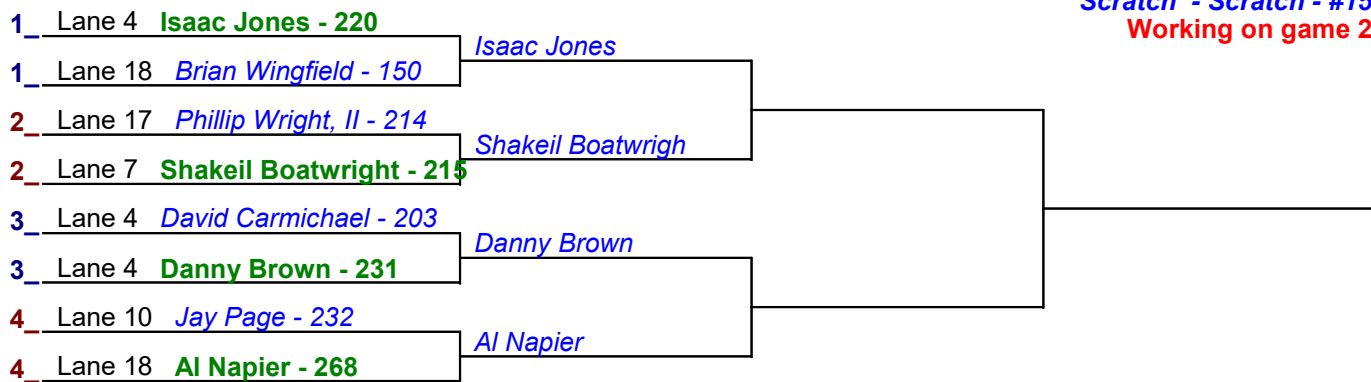 Scratch - Scratch - #15
Working on game 2
1_ Lane 4 Isaac Jones - 220
Isaac Jones
1_ Lane 18 Brian Wingfield - 150
2_ Lane 17 Phillip Wright, II - 214
Shakeil Boatwrigh
2_ Lane 7 Shakeil Boatwright - 215
3_ Lane 4 David Carmichael - 203
Danny Brown
3_ Lane 4 Danny Brown - 231
4_ Lane 10 Jay Page - 232
Al Napier
4_ Lane 18 Al Napier - 268